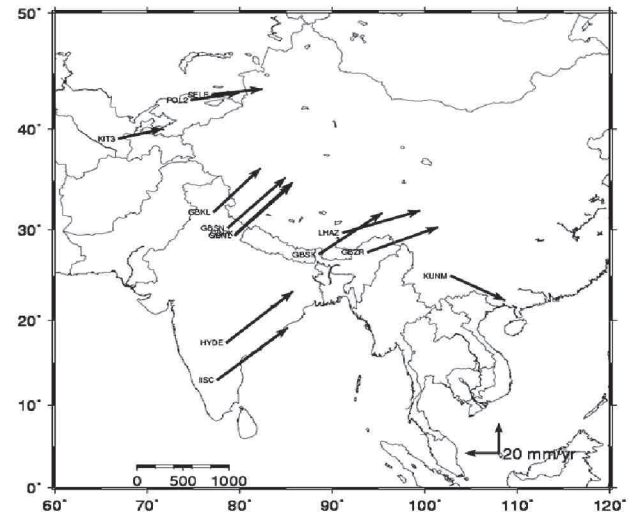 50°
SELE
POL2
40°
KIT3
GBKL
GBSN
30°
LHAZ
GBSK GBZR
KUNM
20°
HYDE
IISC
10°
20 mm/yr
0 500 1000
0°
60° 70° 80° 90° 100° 110° 120°